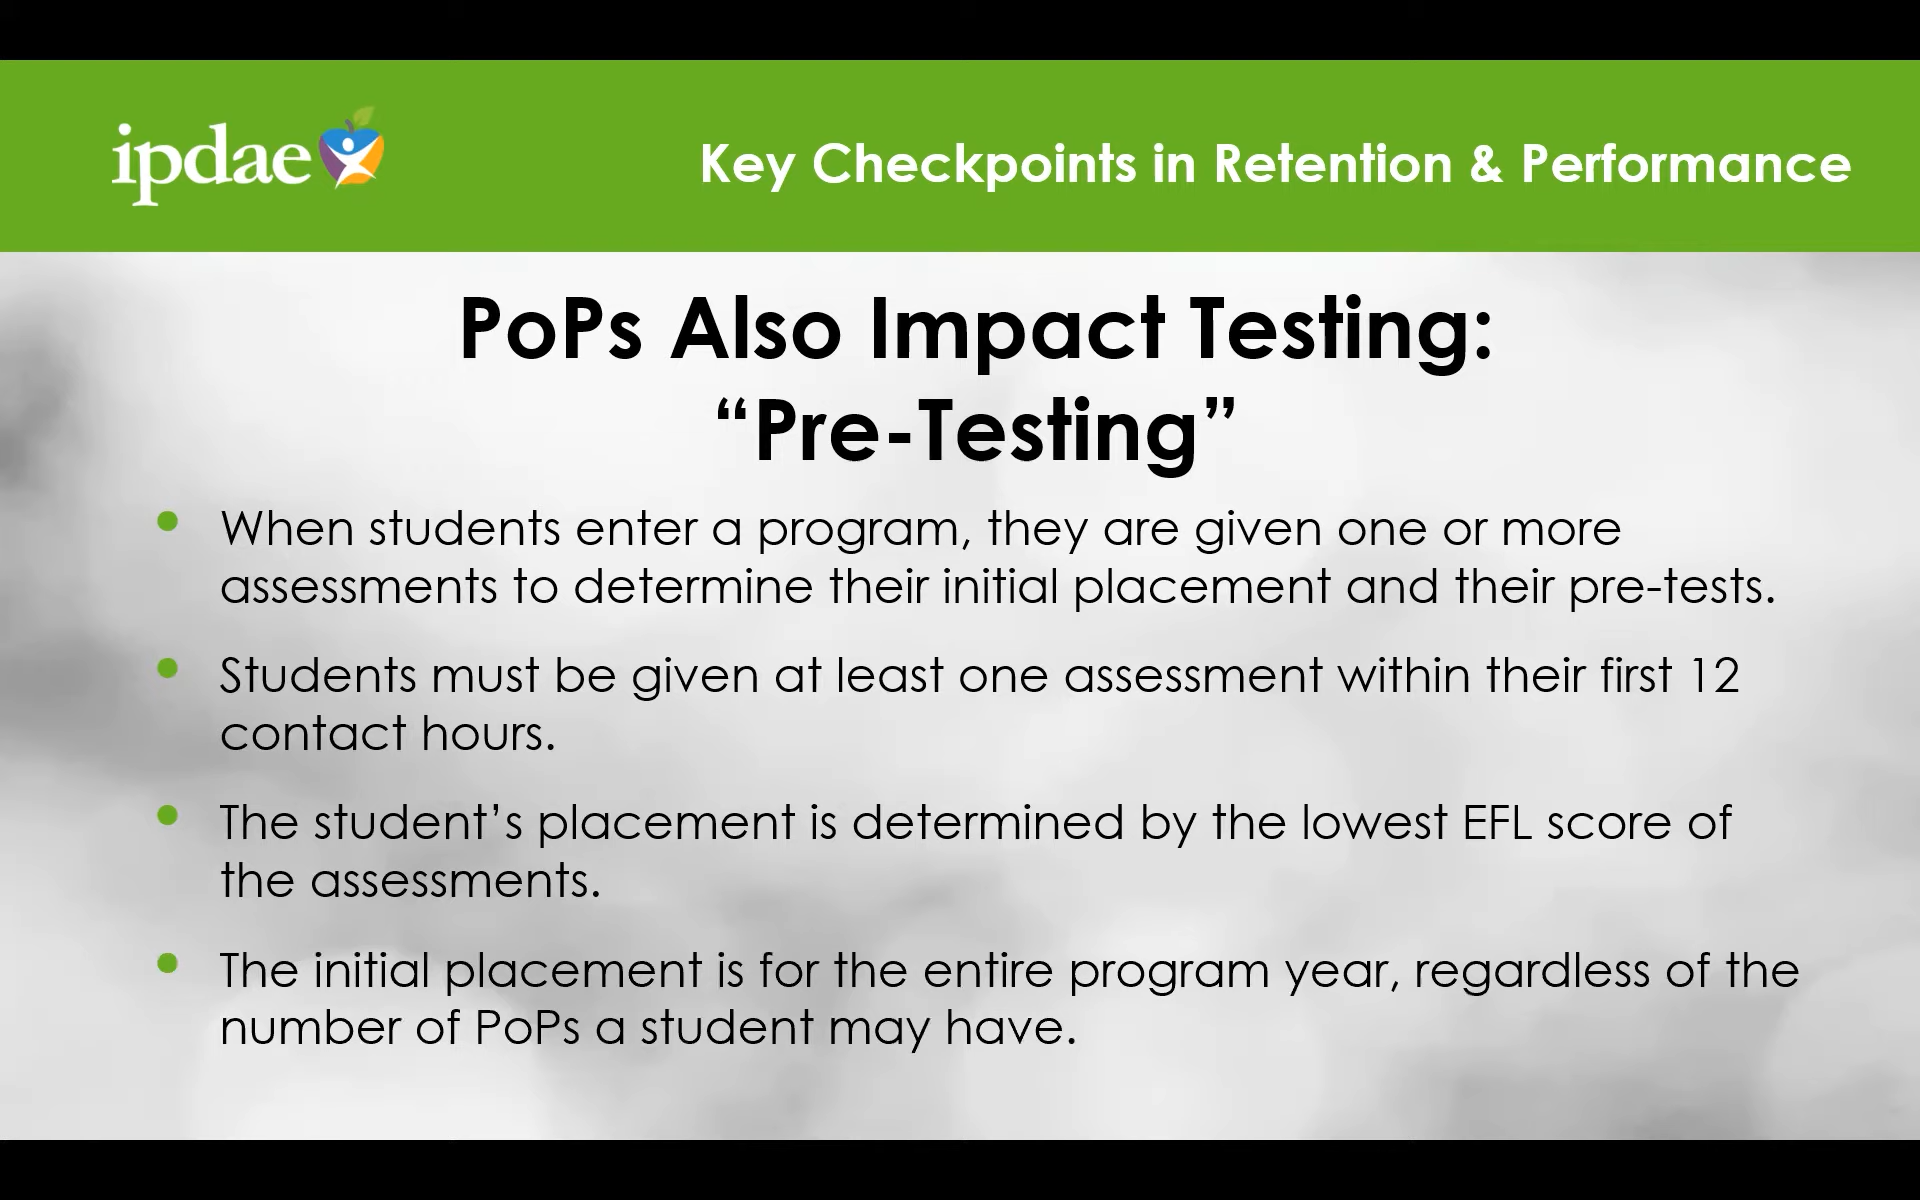 ipdae
Key Checkpoints in Retention & Performance
PoPs Also Impact Testing:
“Pre-Testing”
• When students enter a program, they are given one or more
assessments to determine their initial placement and their pre-tests.
• Students must be given at least one assessment within their first 12
contact hours.
• The student’s placement is determined by the lowest EFL score of
the assessments.
• The initial placement is for the entire program year, regardless of the
number of PoPs a student may have.